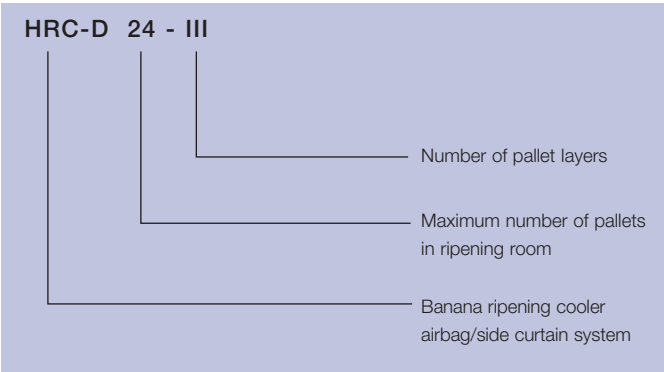 HRC-D 24 - III
Number of pallet layers
Maximum number of pallets
in ripening room
Banana ripening cooler
airbag/side curtain system